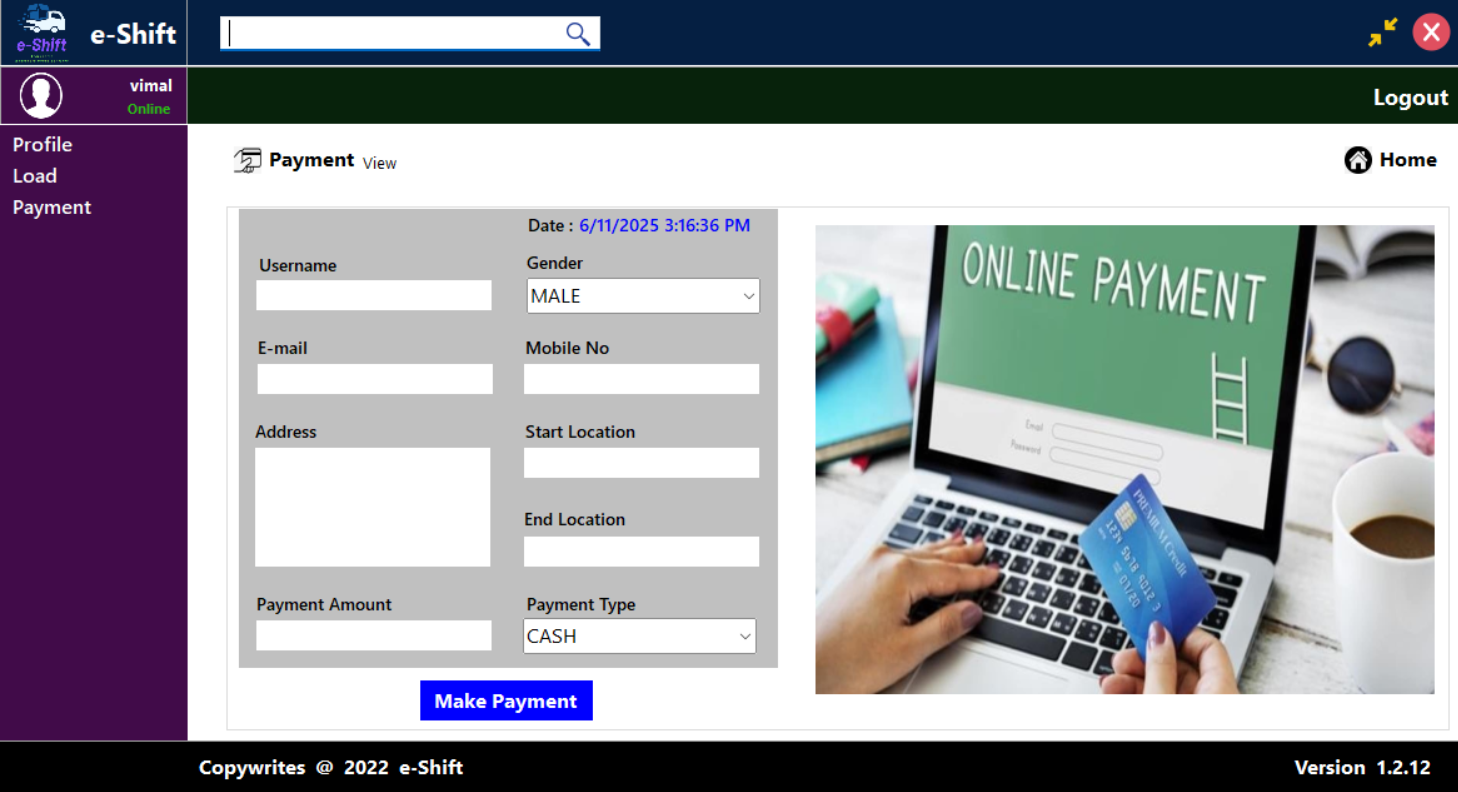 e-Shift
e-Shift
vimal
Online
Logout
Profile
Load
Payment
Payment View
Home
Date : 6/11/2025 3:16:36 PM
Username
Gender
MALE
E-mail
Mobile No
Address
Start Location
End Location
Payment Amount
Payment Type
CASH
Make Payment
ONLINE PAYMENT
Email
Password
PREMIUM Credit
1234 5678 9012 3
01/20
Copywrites @ 2022 e-Shift
Version 1.2.12